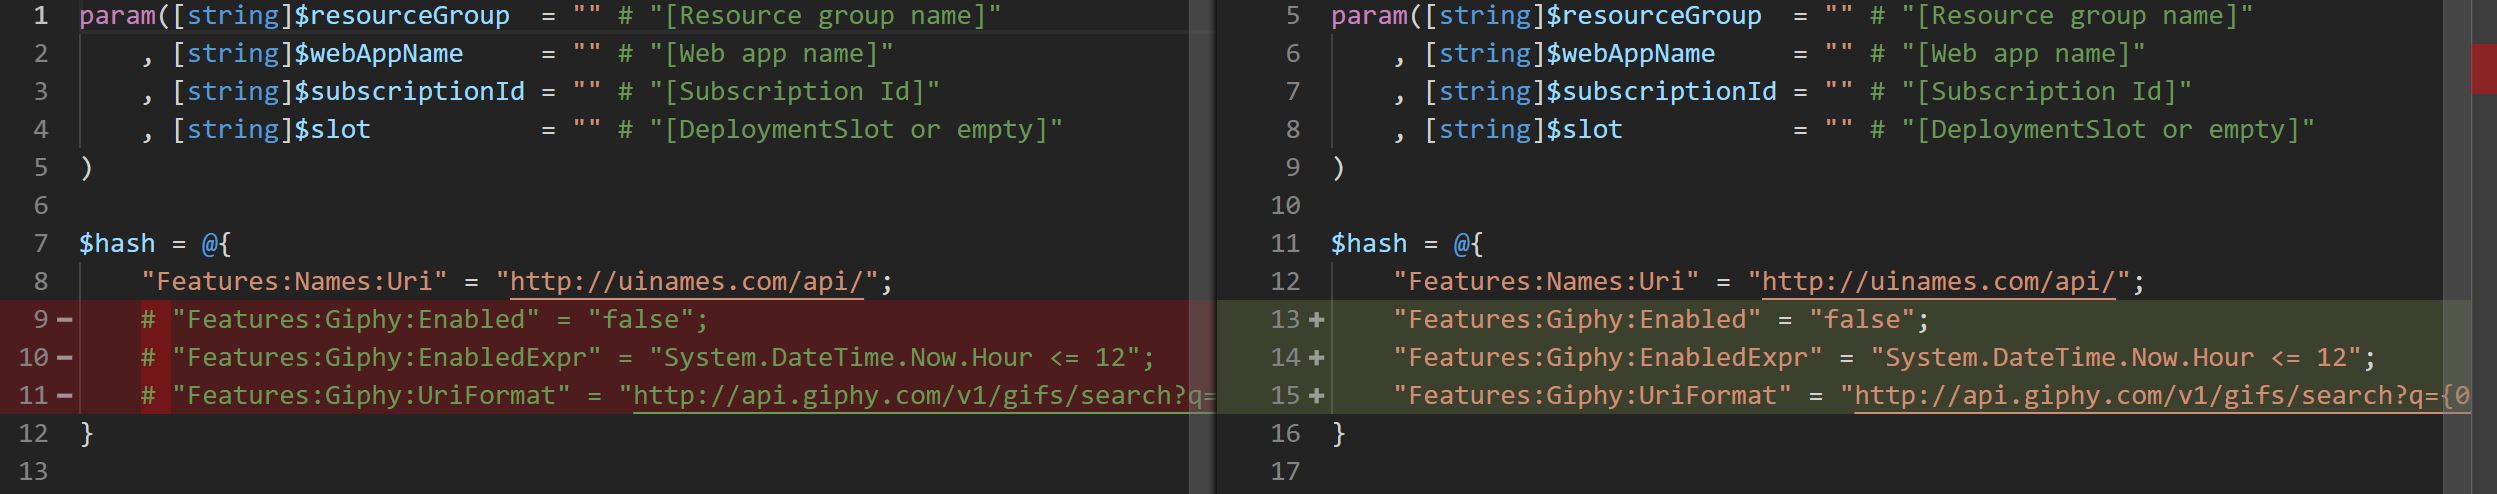 1 param([string]$resourceGroup  = "" # "[Resource group name]"
2     , [string]$webAppName     = "" # "[Web app name]"
3     , [string]$subscriptionId = "" # "[Subscription Id]"
4     , [string]$slot           = "" # "[DeploymentSlot or empty]"
5 )
6
7 $hash = @{
8     "Features:Names:Uri" = "http://uinames.com/api/";
9 −     # "Features:Giphy:Enabled" = "false";
10 −     # "Features:Giphy:EnabledExpr" = "System.DateTime.Now.Hour <= 12";
11 −     # "Features:Giphy:UriFormat" = "http://api.giphy.com/v1/gifs/search?q=
12 }
13
5 param([string]$resourceGroup  = "" # "[Resource group name]"
6     , [string]$webAppName     = "" # "[Web app name]"
7     , [string]$subscriptionId = "" # "[Subscription Id]"
8     , [string]$slot           = "" # "[DeploymentSlot or empty]"
9 )
10
11 $hash = @{
12     "Features:Names:Uri" = "http://uinames.com/api/";
13 +     "Features:Giphy:Enabled" = "false";
14 +     "Features:Giphy:EnabledExpr" = "System.DateTime.Now.Hour <= 12";
15 +     "Features:Giphy:UriFormat" = "http://api.giphy.com/v1/gifs/search?q={0
16 }
17